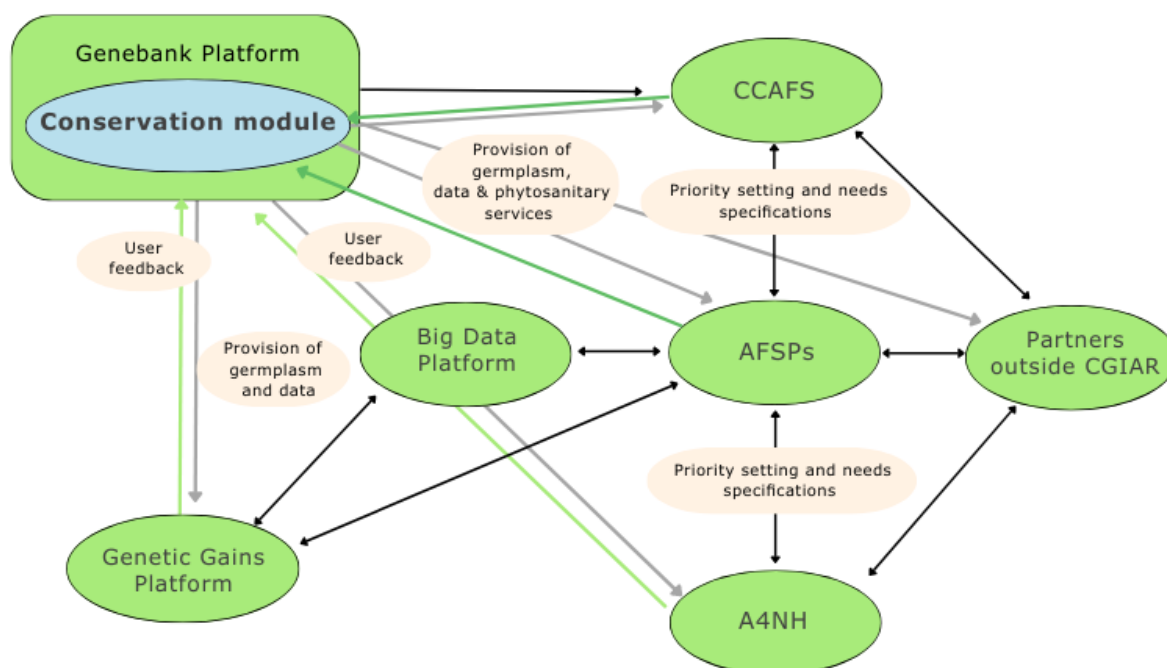 Genebank Platform
Conservation module
CCAFS
Provision of
germplasm,
data & phytosanitary
services
Priority setting and needs
specifications
User
feedback
User
feedback
Big Data
Platform
AFSPs
Partners
outside CGIAR
Provision of
germplasm
and data
Priority setting and needs
specifications
Genetic Gains
Platform
A4NH